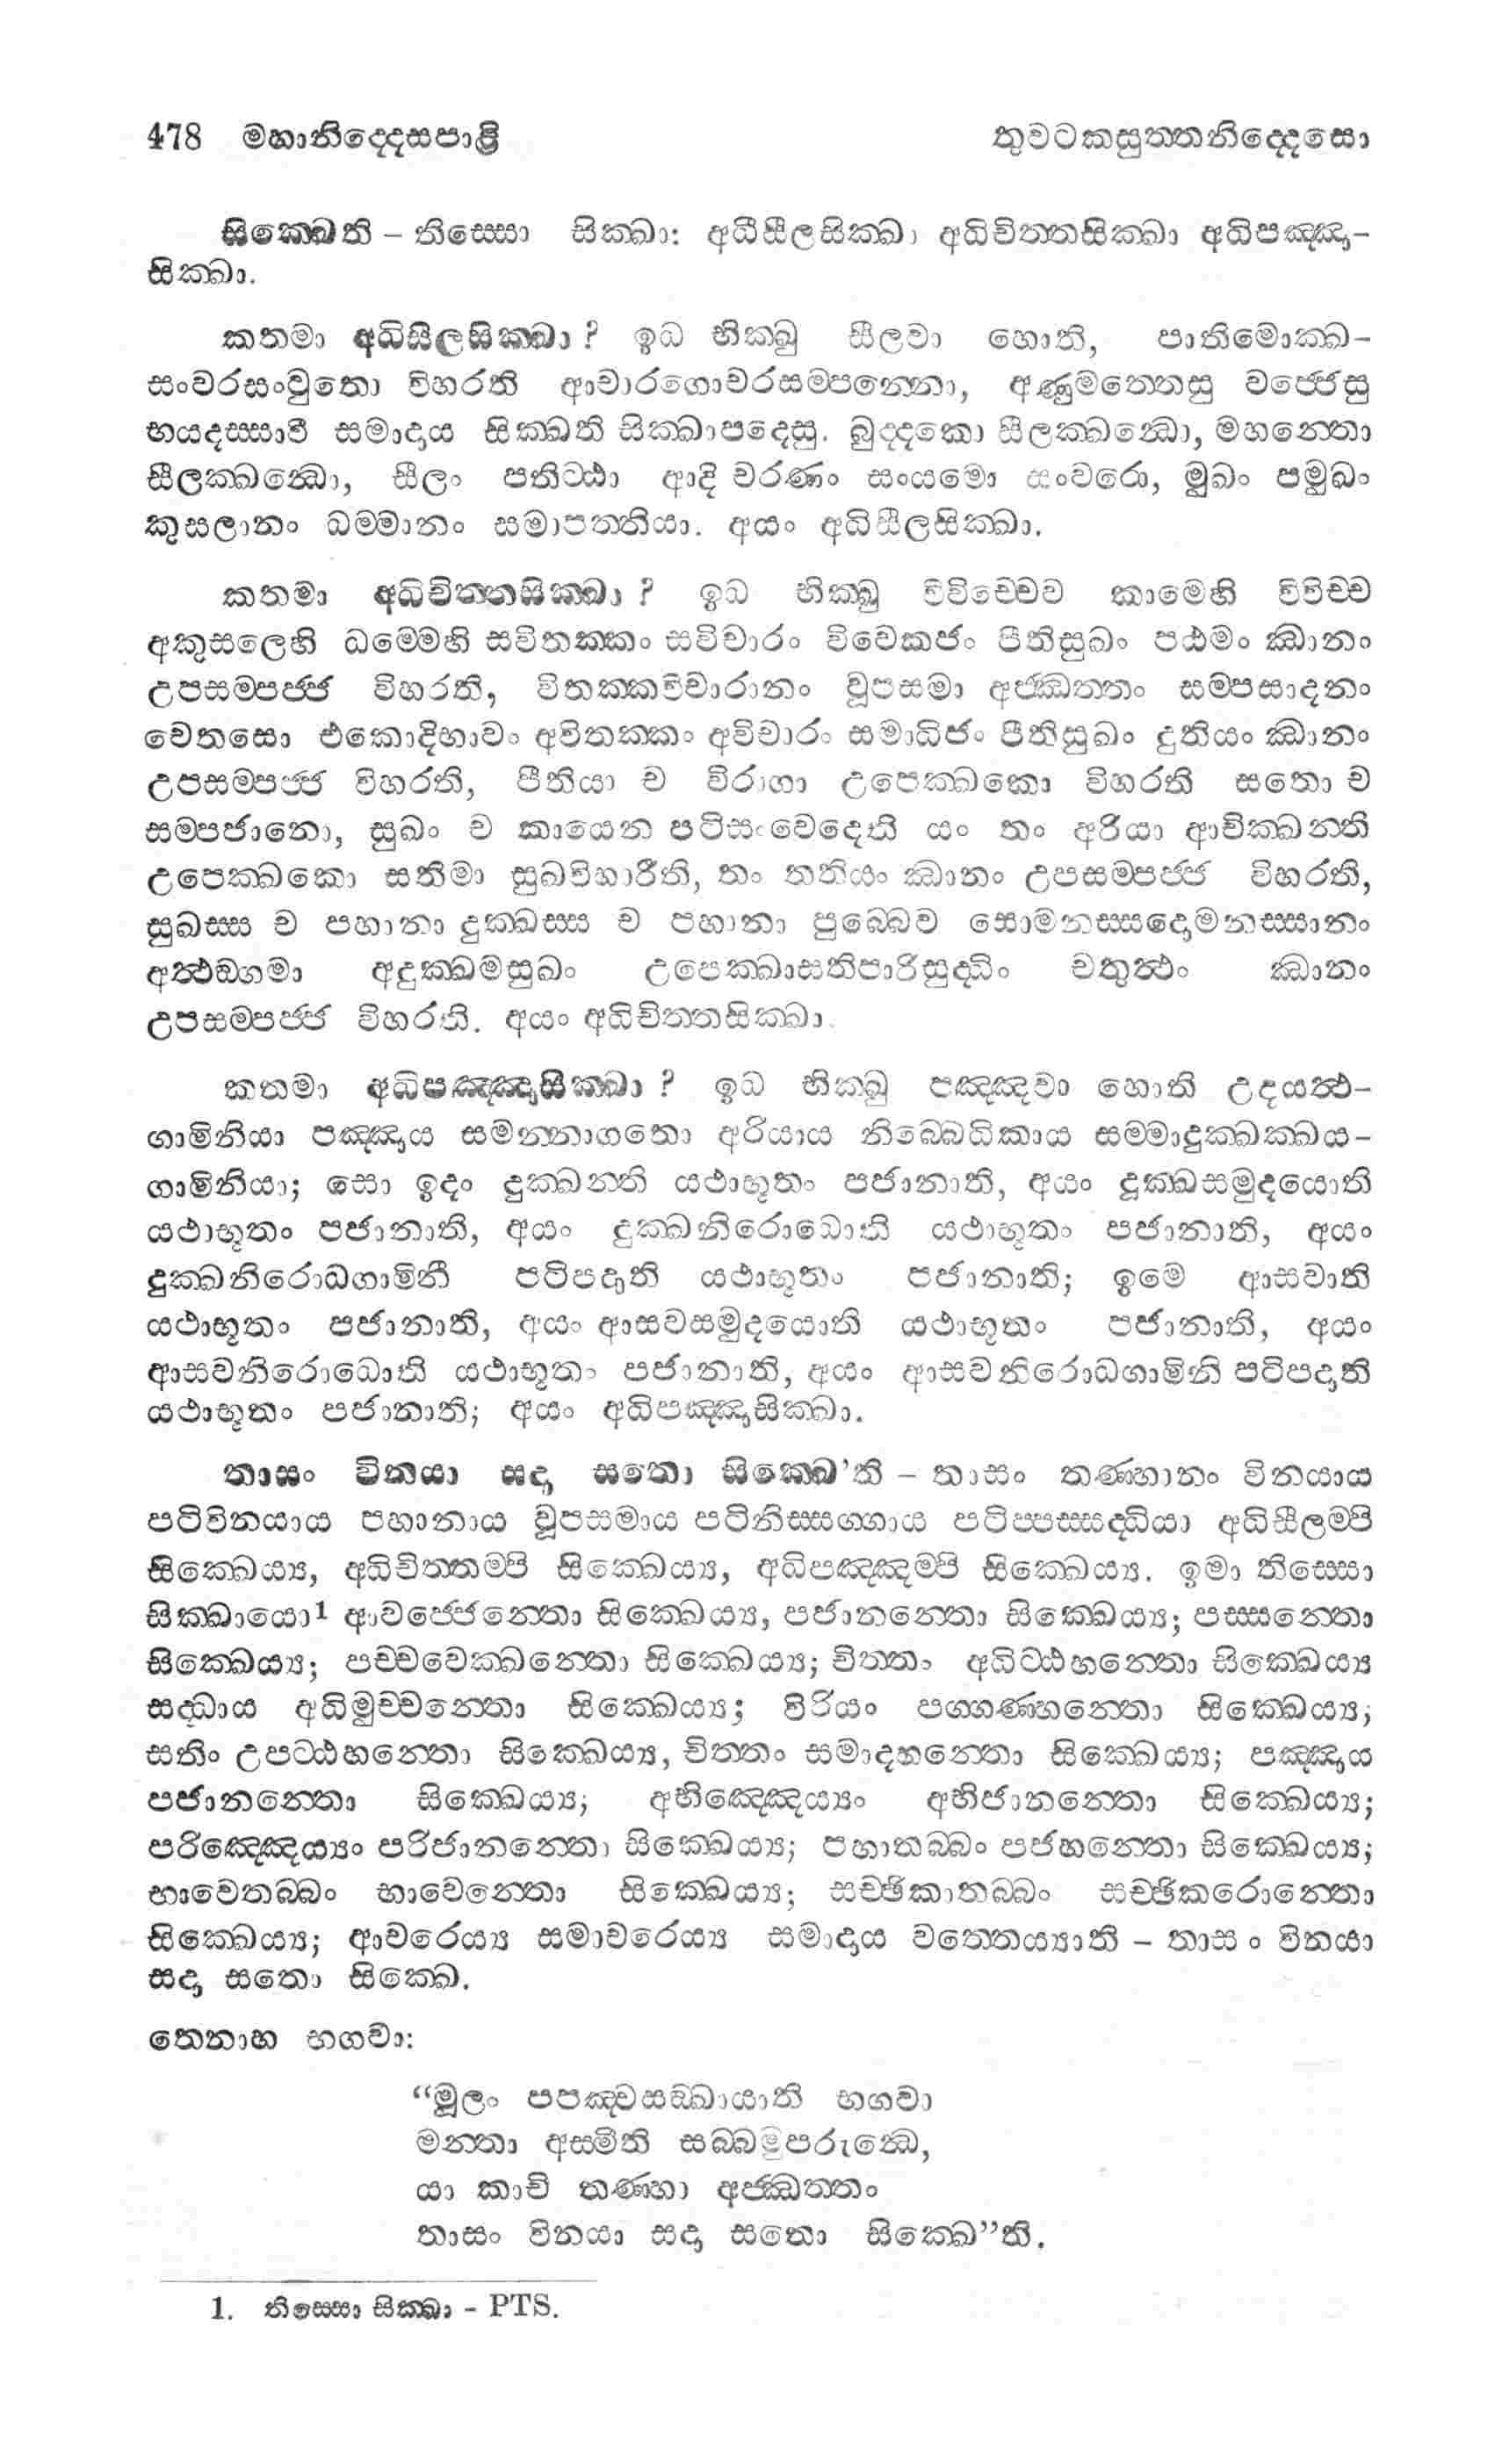 478 මහානිද්දෙසපාළි තුවටකසුත්තනිද්දෙසො
සික්ඛෙති – තිස්සො සික්ඛා: අධිසීලසික්ඛා අධිචිත්තසික්ඛා අධිපඤ්ඤා-
සික්ඛා.
කතමා අධිසීලසික්ඛා ? ඉධ භික්ඛු සීලවා හොති, පාතිමොක්ඛ-
සංවරසංවුතො විහරති ආචාරගොචරසම්පන්නො, අණුමත්තෙසු වජ්ජෙසු
භයදස්සාවී සමාදාය සික්ඛති සික්ඛාපදෙසු. ඛුද්දකො සීලක්ඛන්ධො, මහන්තො
සීලක්ඛන්ධො, සීලං පතිට්ඨා ආදි චරණං සංයමො සංවරො, මුඛං පමුඛං
කුසලානං ධම්මානං සමාපත්තියා. අයං අධිසීලසික්ඛා.
කතමා අධිචිත්තසික්ඛා ? ඉධ භික්ඛු විවිච්චෙව කාමෙහි විවිච්ච
අකුසලෙහි ධම්මෙහි සවිතක්කං සවිචාරං විවෙකජං පීතිසුඛං පඨමං ඣානං
උපසම්පජ්ජ විහරති, විතක්කවිචාරානං වූපසමා අජ්ඣත්තං සම්පසාදනං
චෙතසො එකොදිභාවං අවිතක්කං අවිචාරං සමාධිජං පීතිසුඛං දුතියං ඣානං
උපසම්පජ්ජ විහරති, පීතියා ච විරාගා උපෙක්ඛකො විහරති සතො ච
සම්පජානො, සුඛං ච කායෙන පටිසංවෙදෙති යං තං අරියා ආචික්ඛන්ති
උපෙක්ඛකො සතිමා සුඛවිහාරීති, තං තතියං ඣානං උපසම්පජ්ජ විහරති,
සුඛස්ස ච පහානා දුක්ඛස්ස ච පහානා පුබ්බෙව සොමනස්සදොමනස්සානං
අත්ථඞ්ගමා අදුක්ඛමසුඛං උපෙක්ඛාසතිපාරිසුද්ධිං චතුත්ථං ඣානං
උපසම්පජ්ජ විහරති. අයං අධිචිත්තසික්ඛා.
කතමා අධිපඤ්ඤාසික්ඛා ? ඉධ භික්ඛු පඤ්ඤවා හොති උදයත්ථ-
ගාමිනියා පඤ්ඤාය සමන්නාගතො අරියාය නිබ්බෙධිකාය සම්මාදුක්ඛක්ඛය-
ගාමිනියා; සො ඉදං දුක්ඛන්ති යථාභූතං පජානාති, අයං දුක්ඛසමුදයොති
යථාභූතං පජානාති, අයං දුක්ඛනිරොධොති යථාභූතං පජානාති, අයං
දුක්ඛනිරොධගාමිනී පටිපදාති යථාභූතං පජානාති; ඉමෙ ආසවාති
යථාභූතං පජානාති, අයං ආසවසමුදයොති යථාභූතං පජානාති, අයං
ආසවනිරොධොති යථාභූතං පජානාති, අයං ආසවනිරොධගාමිනි පටිපදාති
යථාභූතං පජානාති; අයං අධිපඤ්ඤාසික්ඛා.
තාසං විනයා සදා සතො සික්ඛෙ’ති – තාසං තණ්හානං විනයාය
පටිවිනයාය පහානාය වූපසමාය පටිනිස්සග්ගාය පටිප්පස්සද්ධියා අධිසීලම්පි
සික්ඛෙය්‍ය, අධිචිත්තම්පි සික්ඛෙය්‍ය, අධිපඤ්ඤම්පි සික්ඛෙය්‍ය. ඉමා තිස්සො
සික්ඛායො1 ආවජ්ජෙන්තො සික්ඛෙය්‍ය, පජානන්තො සික්ඛෙය්‍ය; පස්සන්තො
සික්ඛෙය්‍ය; පච්චවෙක්ඛන්තො සික්ඛෙය්‍ය; චිත්තං අධිට්ඨහන්තො සික්ඛෙය්‍ය
සද්ධාය අධිමුච්චන්තො සික්ඛෙය්‍ය; විරියං පග්ගණ්හන්තො සික්ඛෙය්‍ය;
සතිං උපට්ඨහන්තො සික්ඛෙය්‍ය, චිත්තං සමාදහන්තො සික්ඛෙය්‍ය; පඤ්ඤාය
පජානන්තො සික්ඛෙය්‍ය; අභිඤ්ඤෙය්‍යං අභිජානන්තො සික්ඛෙය්‍ය;
පරිඤ්ඤෙය්‍යං පරිජානන්තො සික්ඛෙය්‍ය; පහාතබ්බං පජහන්තො සික්ඛෙය්‍ය;
භාවෙතබ්බං භාවෙන්තො සික්ඛෙය්‍ය; සච්ඡිකාතබ්බං සච්ඡිකරොන්තො
සික්ඛෙය්‍ය; ආචරෙය්‍ය සමාචරෙය්‍ය සමාදාය වත්තෙය්‍යාති – තාසං විනයා
සදා සතො සික්ඛෙ.
තෙනාහ භගවා:
“මූලං පපඤ්චසඞ්ඛායාති භගවා
මන්තා අස්මීති සබ්බමුපරුන්ධෙ,
යා කාචි තණ්හා අජ්ඣත්තං
තාසං විනයා සදා සතො සික්ඛෙ”ති.
1. තිස්සො සික්ඛා - PTS.